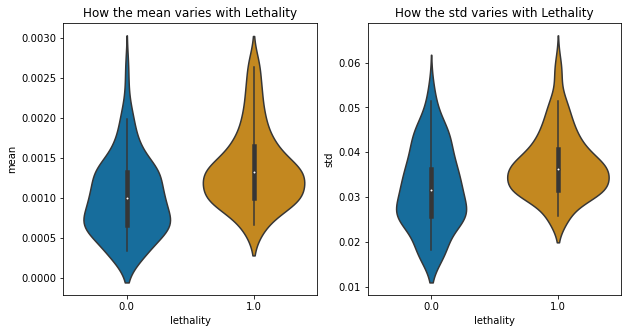 How the mean varies with Lethality
0.0030
0.0025
0.0020
0.0015
0.0010
0.0005
0.0000
mean
0.0
1.0
lethality
How the std varies with Lethality
0.06
0.05
0.04
0.03
0.02
0.01
std
0.0
1.0
lethality